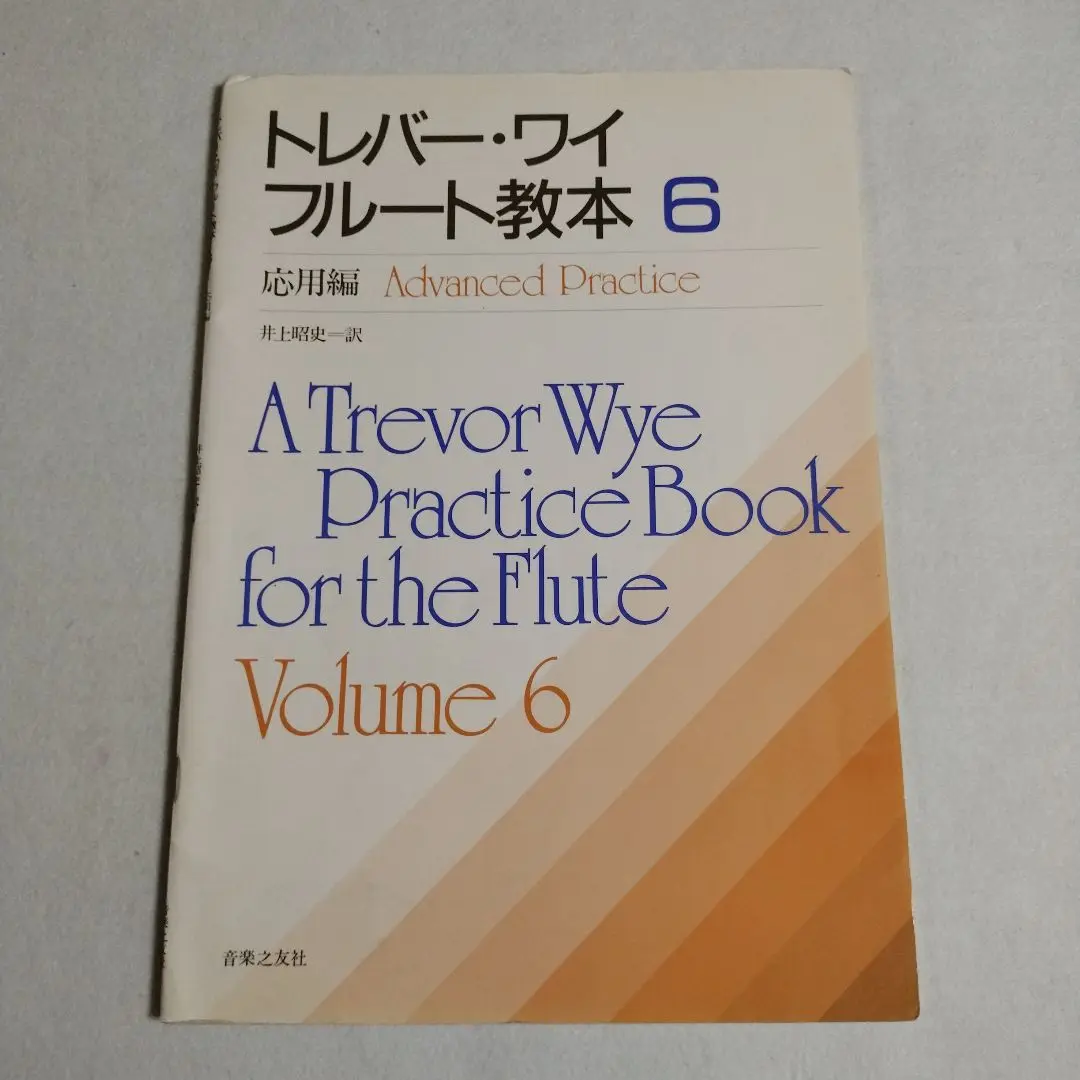 トレバー・ワイ
フルート教本 6
応用編 Advanced Practice
井上昭史＝訳
A Trevor Wye
Practice Book
for the Flute
Volume 6
音楽之友社